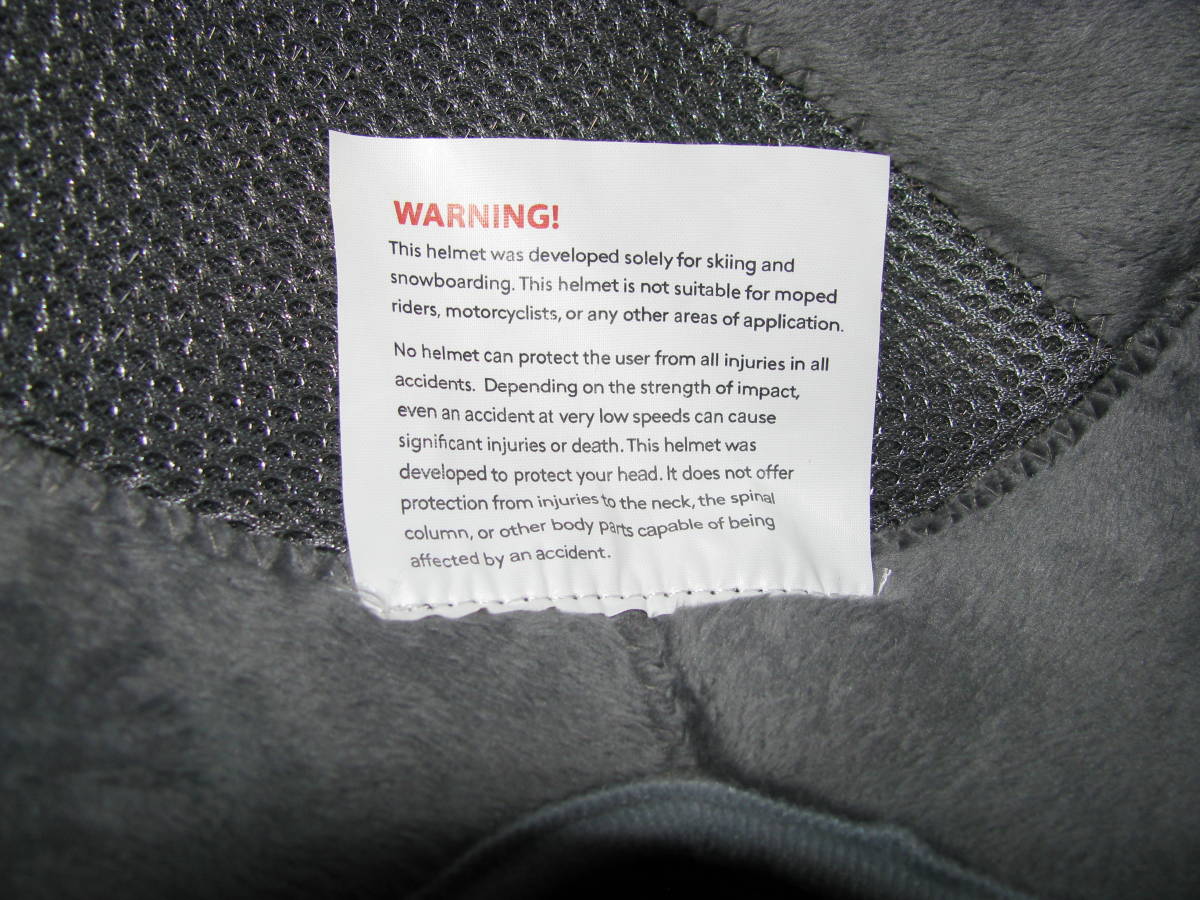 WARNING!
This helmet was developed solely for skiing and
snowboarding. This helmet is not suitable for moped
riders, motorcyclists, or any other areas of application.
No helmet can protect the user from all injuries in all
accidents. Depending on the strength of impact,
even an accident at very low speeds can cause
significant injuries or death. This helmet was
developed to protect your head. It does not offer
protection from injuries to the neck, the spinal
column, or other body parts capable of being
affected by an accident.